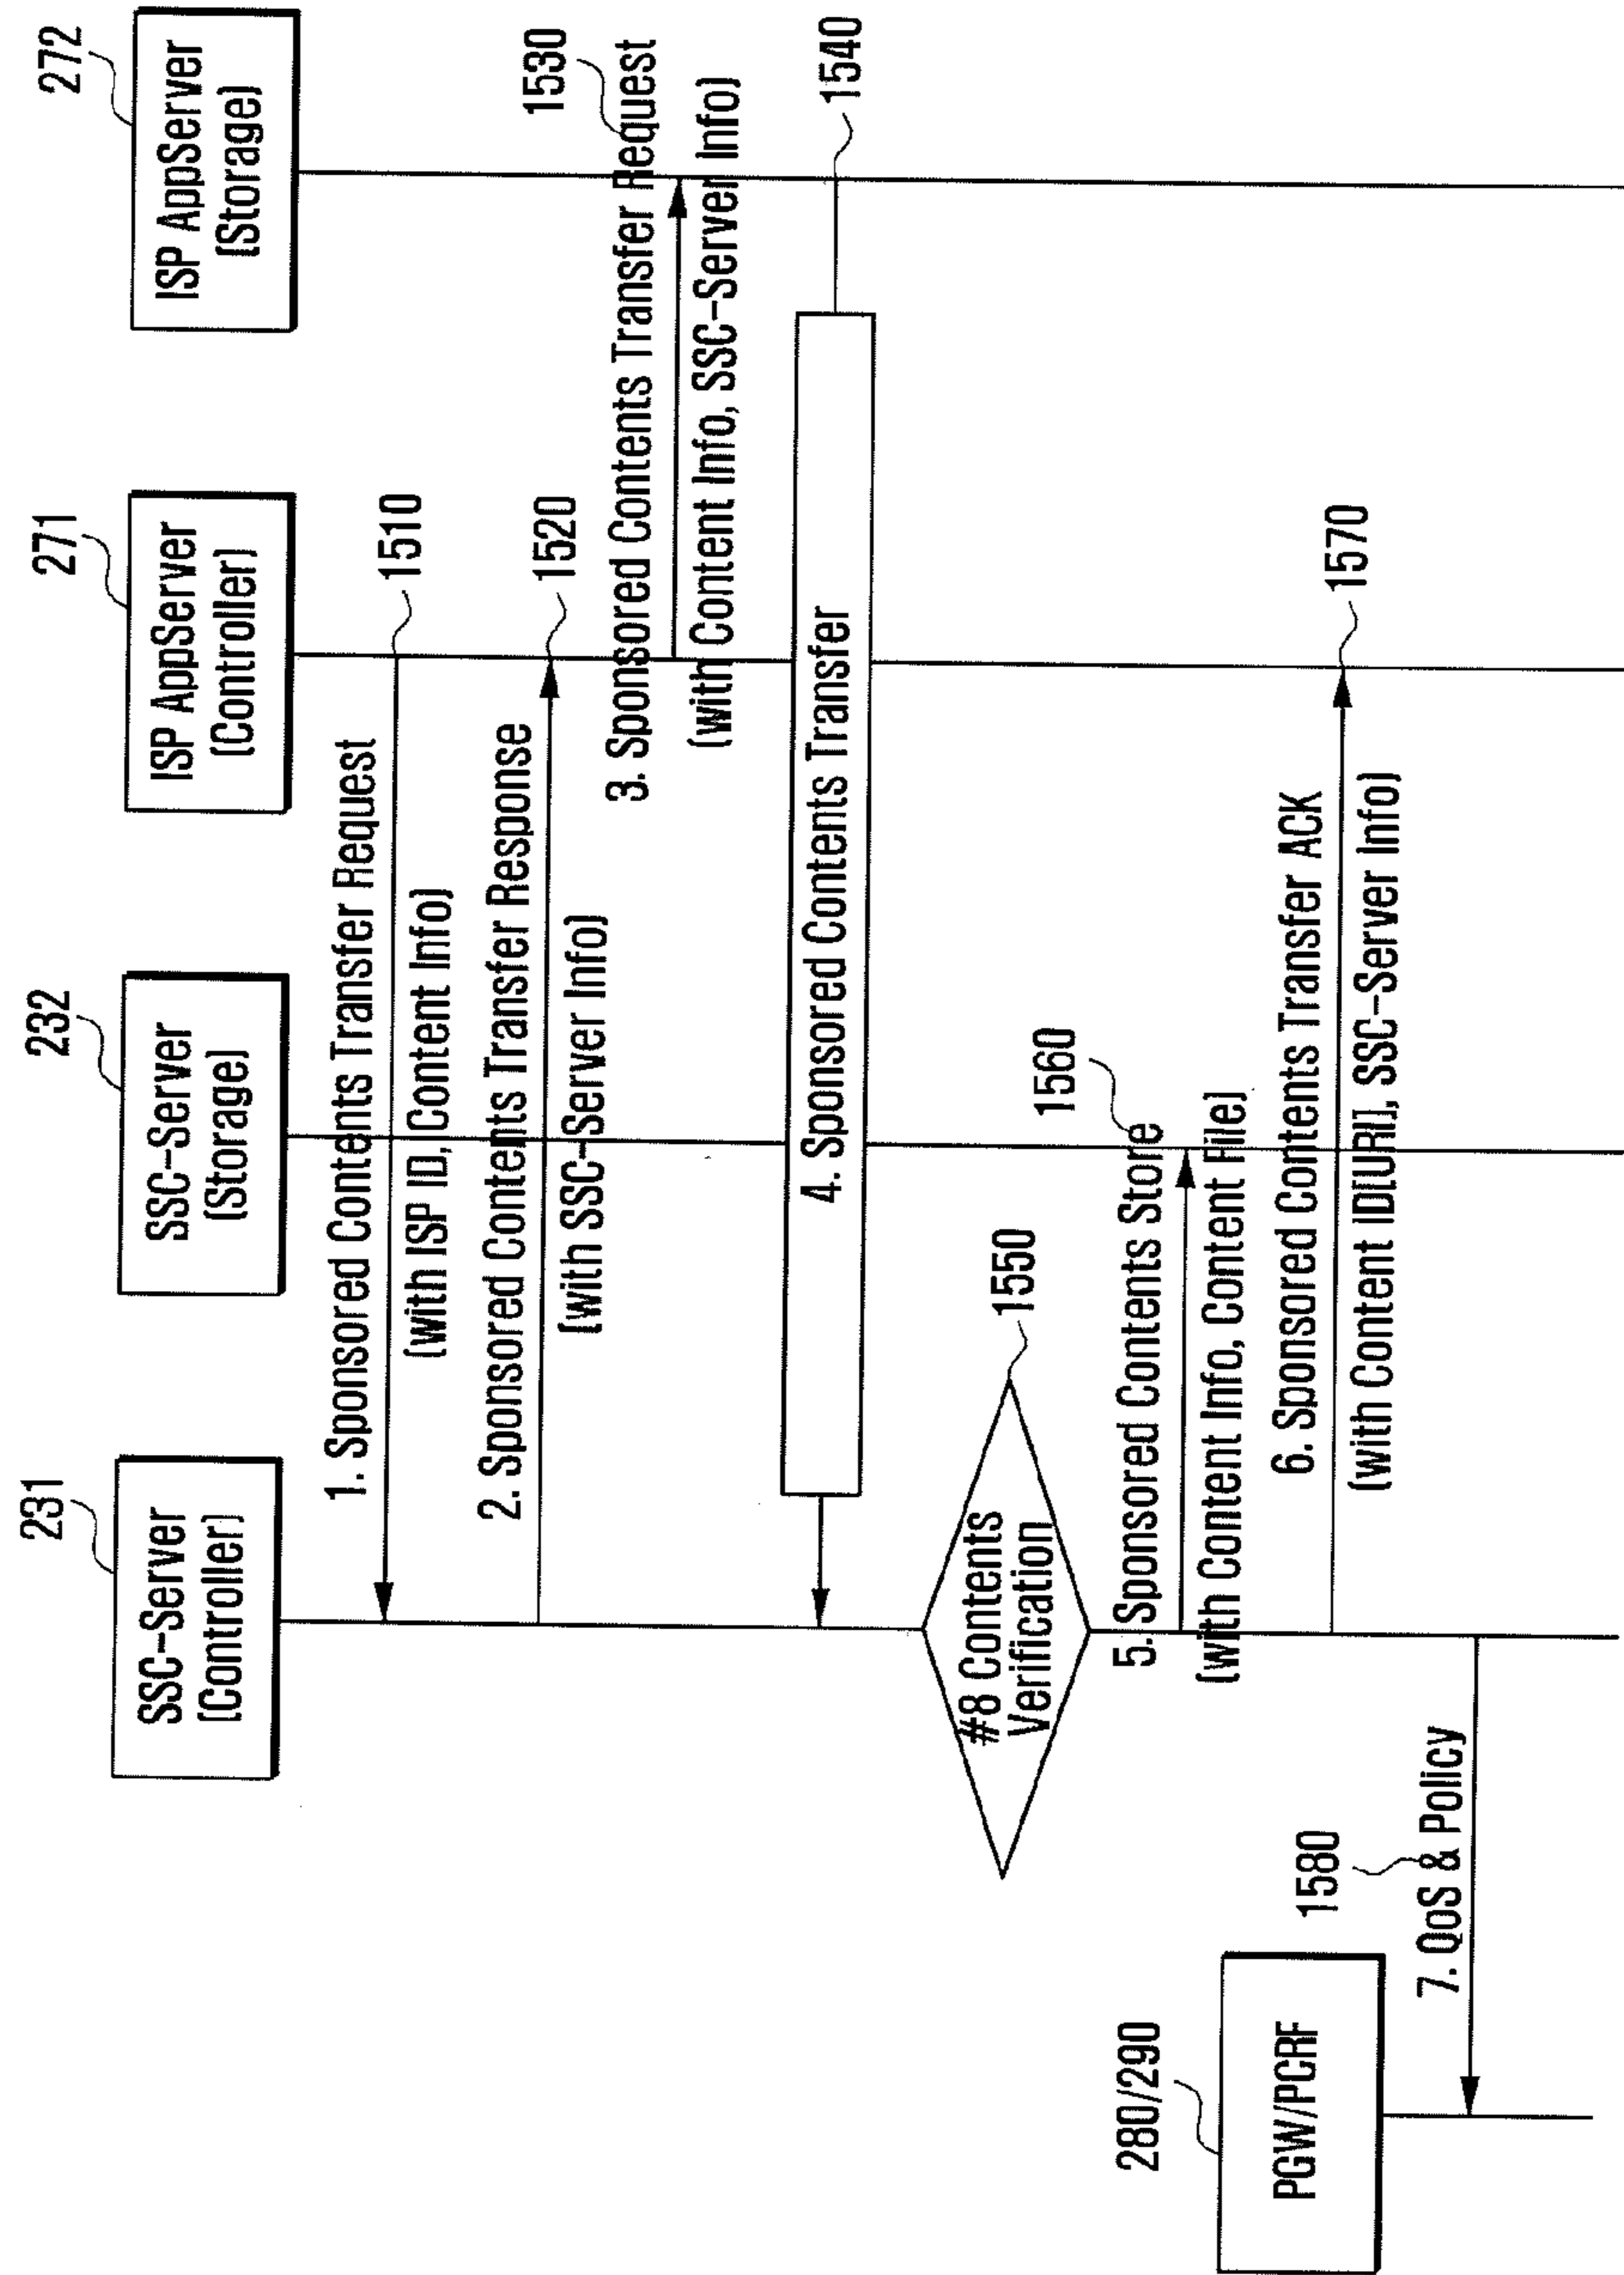 231
SSC-Server
(Controller)
232
SSC-Server
(Storage)
271
ISP AppServer
(Controller)
272
ISP AppServer
(Storage)
1. Sponsored Contents Transfer Request
1510
(with ISP ID, Content Info)
2. Sponsored Contents Transfer Response
1520
(with SSC-Server Info)
1530
3. Sponsored Contents Transfer Request
(with Content Info, SSC-Server Info)
4. Sponsored Contents Transfer
1540
#8 Contents
Verification
1550
1560
5. Sponsored Contents Store
(with Content Info, Content File)
6. Sponsored Contents Transfer ACK
1570
(with Content ID[URI], SSC-Server Info)
280/290
PGW/PCRF
1580
7. QoS & Policy